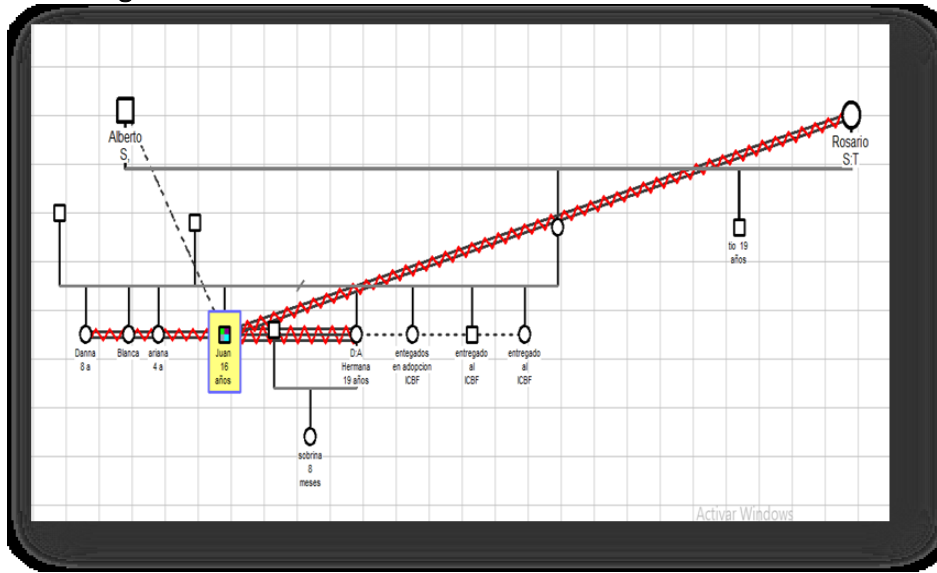 Alberto
S,
Rosario
S:T
tio 19
años
Danna
8 a
Blanca
ariana
4 a
Juan
16
años
D:A
Hermana
19 años
entegados
en adopcion
ICBF
entregado
al
ICBF
entregado
al
ICBF
sobrina
8
meses
Activar Windows